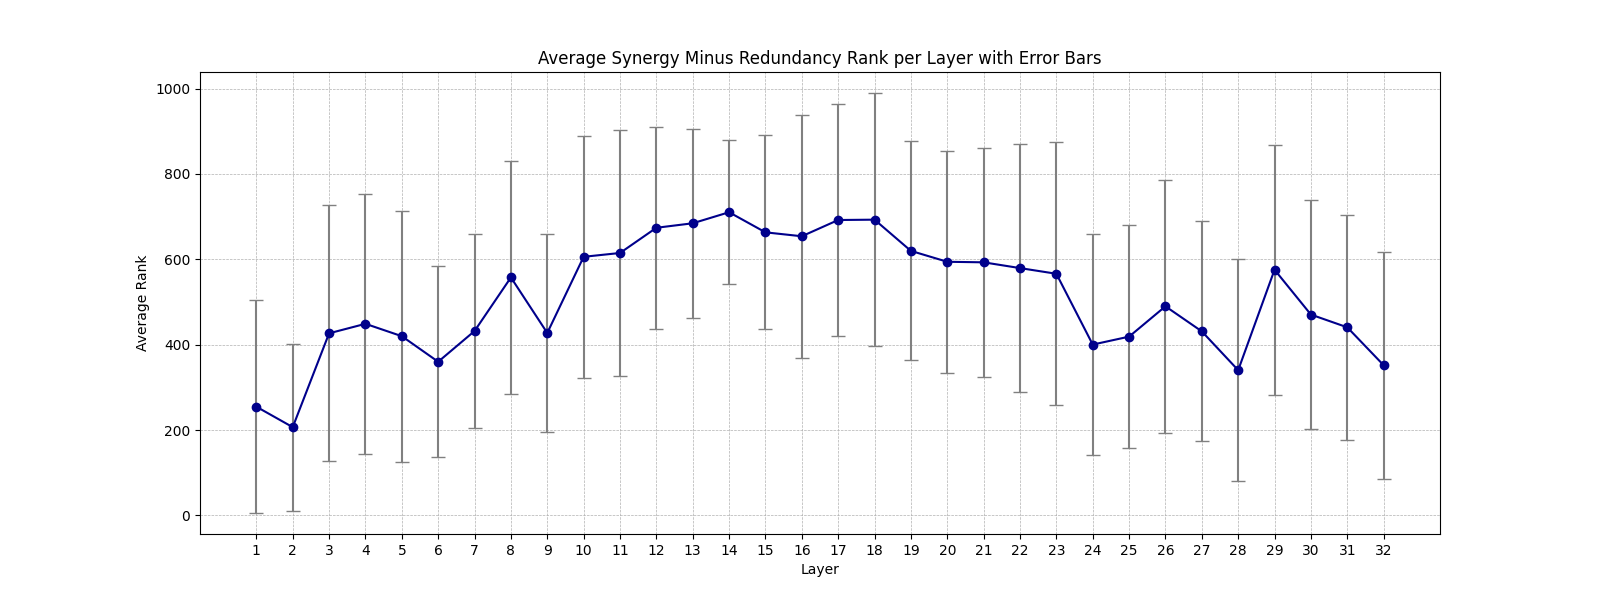 Average Synergy Minus Redundancy Rank per Layer with Error Bars
1000
800
600
400
200
0
Average Rank
1 2 3 4 5 6 7 8 9 10 11 12 13 14 15 16 17 18 19 20 21 22 23 24 25 26 27 28 29 30 31 32
Layer